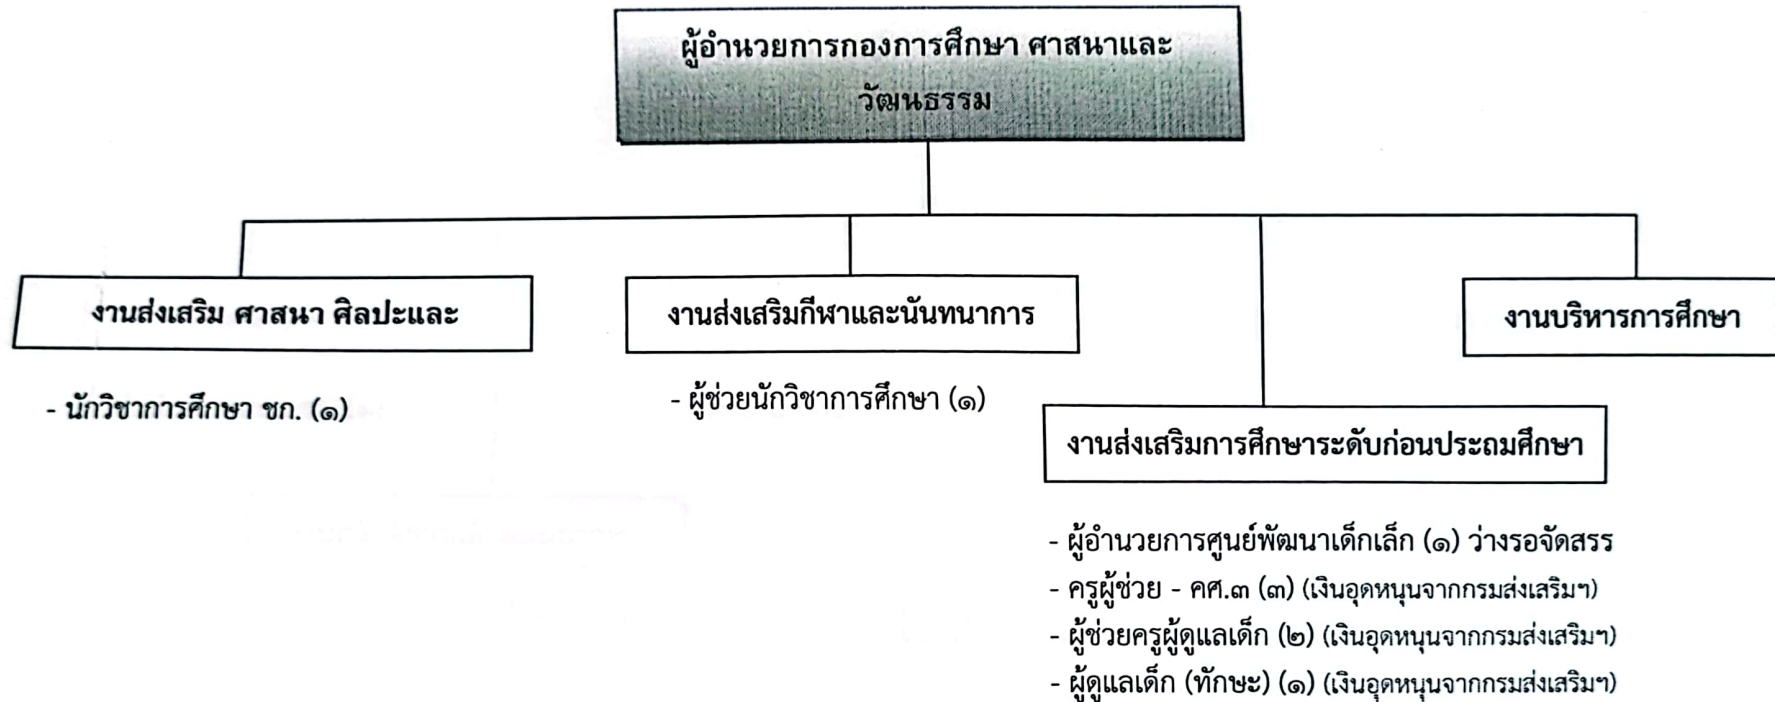 ผู้อำนวยการกองการศึกษา ศาสนาและ
วัฒนธรรม
งานส่งเสริม ศาสนา ศิลปะและ
- นักวิชาการศึกษา ชก. (๑)
งานส่งเสริมกีฬาและนันทนาการ
- ผู้ช่วยนักวิชาการศึกษา (๑)
งานส่งเสริมการศึกษาระดับก่อนประถมศึกษา
- ผู้อำนวยการศูนย์พัฒนาเด็กเล็ก (๑) ว่างรอจัดสรร
- ครูผู้ช่วย - คศ.๓ (๓) (เงินอุดหนุนจากกรมส่งเสริมฯ)
- ผู้ช่วยครูผู้ดูแลเด็ก (๒) (เงินอุดหนุนจากกรมส่งเสริมฯ)
- ผู้ดูแลเด็ก (ทักษะ) (๑) (เงินอุดหนุนจากกรมส่งเสริมฯ)
งานบริหารการศึกษา